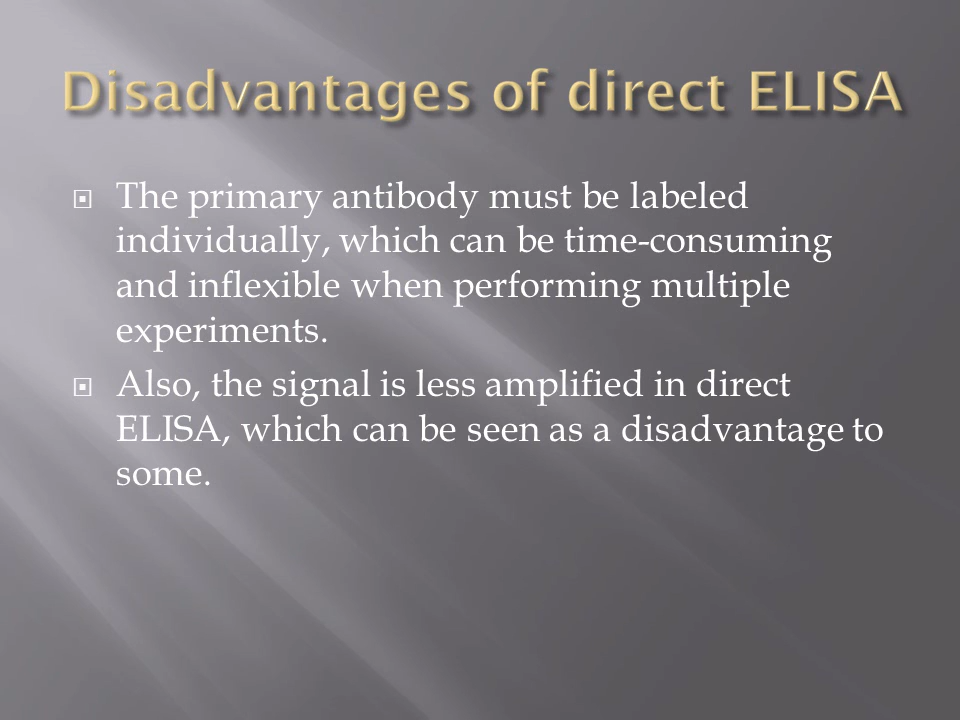 Disadvantages of direct ELISA
The primary antibody must be labeled
individually, which can be time-consuming
and inflexible when performing multiple
experiments.
Also, the signal is less amplified in direct
ELISA, which can be seen as a disadvantage to
some.